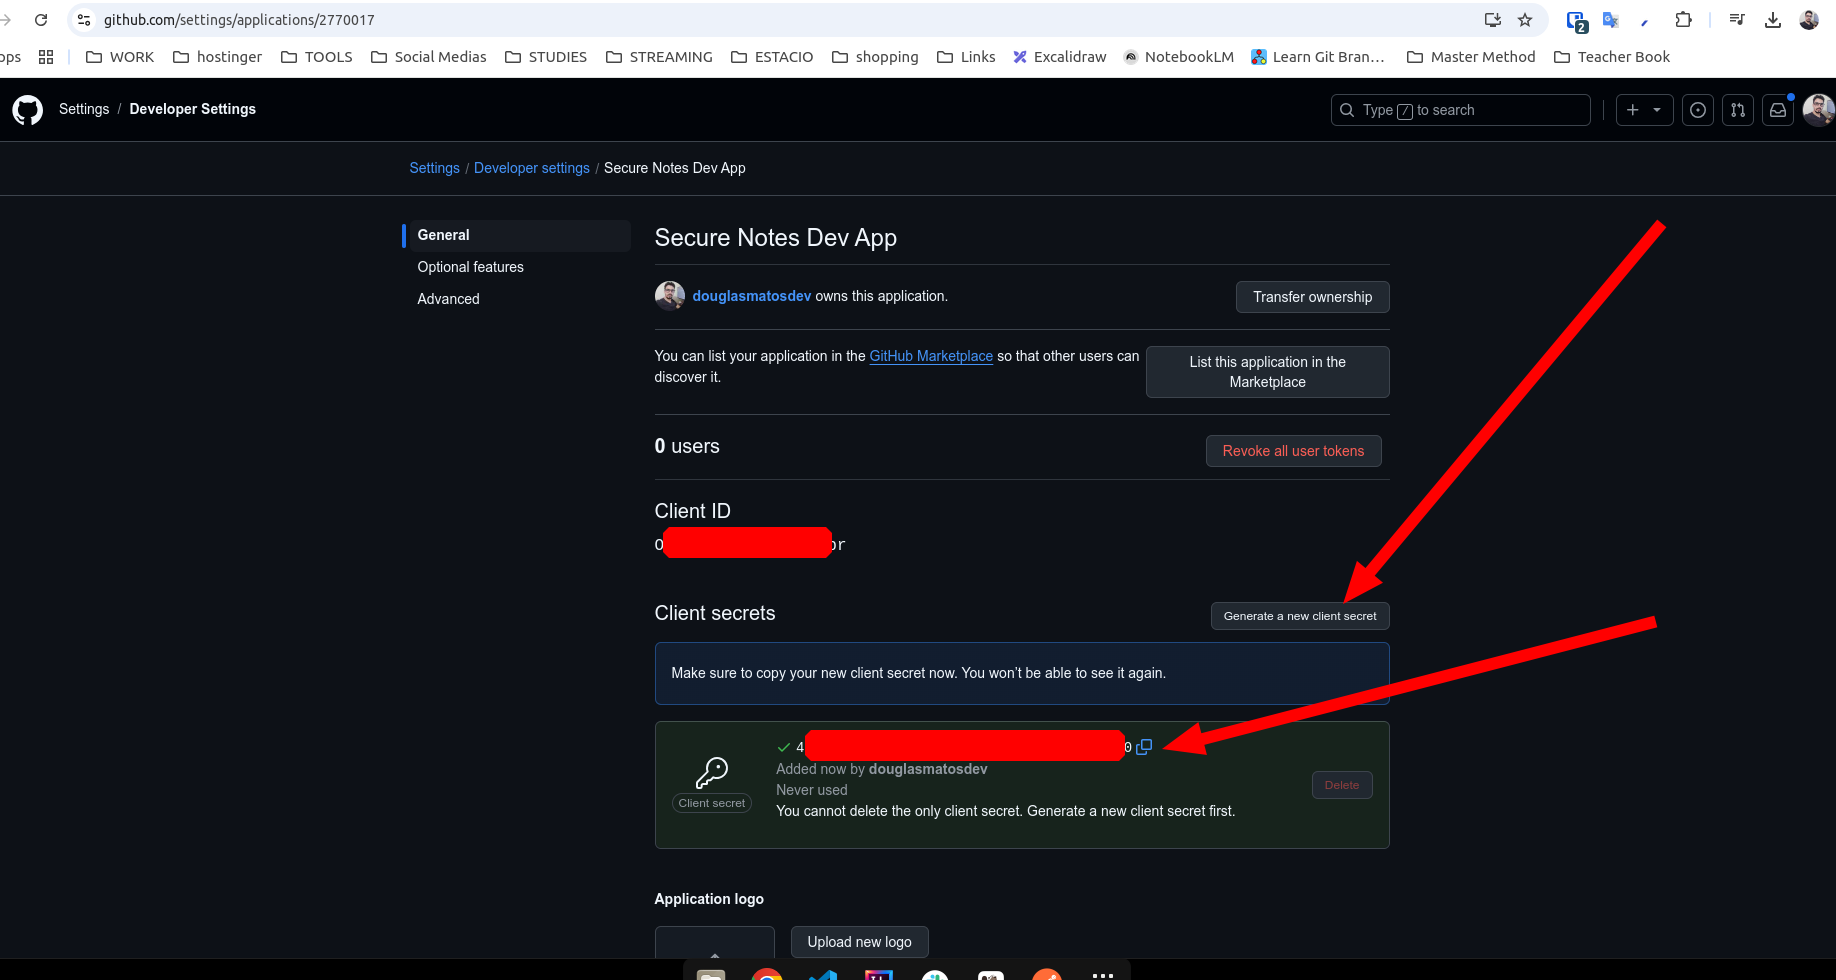 github.com/settings/applications/2770017
2
ops WORK hostinger TOOLS Social Medias STUDIES STREAMING ESTACIO shopping Links Excalidraw NotebookLM Learn Git Bran… Master Method Teacher Book
Settings / Developer Settings
Type / to search
Settings / Developer settings / Secure Notes Dev App
General
Optional features
Advanced
Secure Notes Dev App
douglasmatosdev owns this application.
Transfer ownership
You can list your application in the GitHub Marketplace so that other users can
discover it.
List this application in the
Marketplace
0 users
Revoke all user tokens
Client ID
O or
Client secrets
Generate a new client secret
Make sure to copy your new client secret now. You won’t be able to see it again.
4 0
Added now by douglasmatosdev
Never used
You cannot delete the only client secret. Generate a new client secret first.
Client secret
Delete
Application logo
Upload new logo